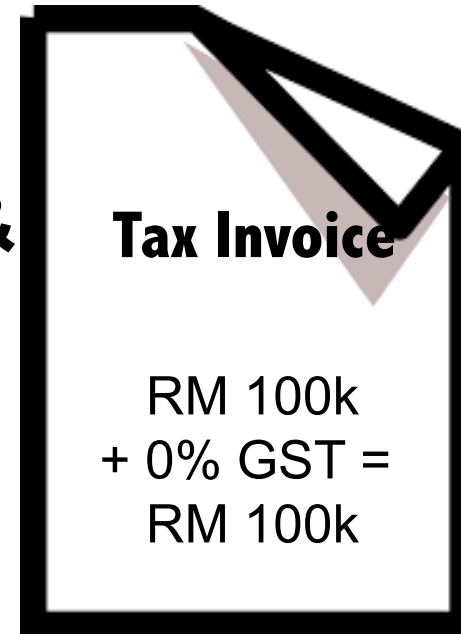 &
Tax Invoice
RM 100k
+ 0% GST =
RM 100k